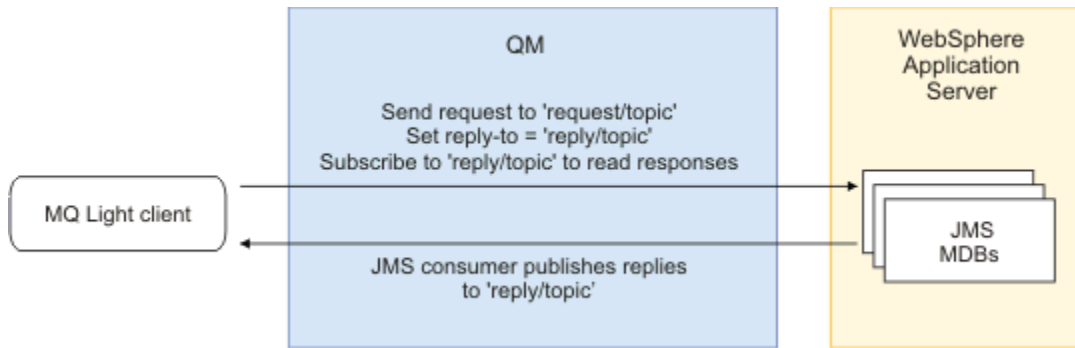 QM
WebSphere
Application
Server
Send request to 'request/topic'
Set reply-to = 'reply/topic'
Subscribe to 'reply/topic' to read responses
MQ Light client
JMS
MDBs
JMS consumer publishes replies
to 'reply/topic’